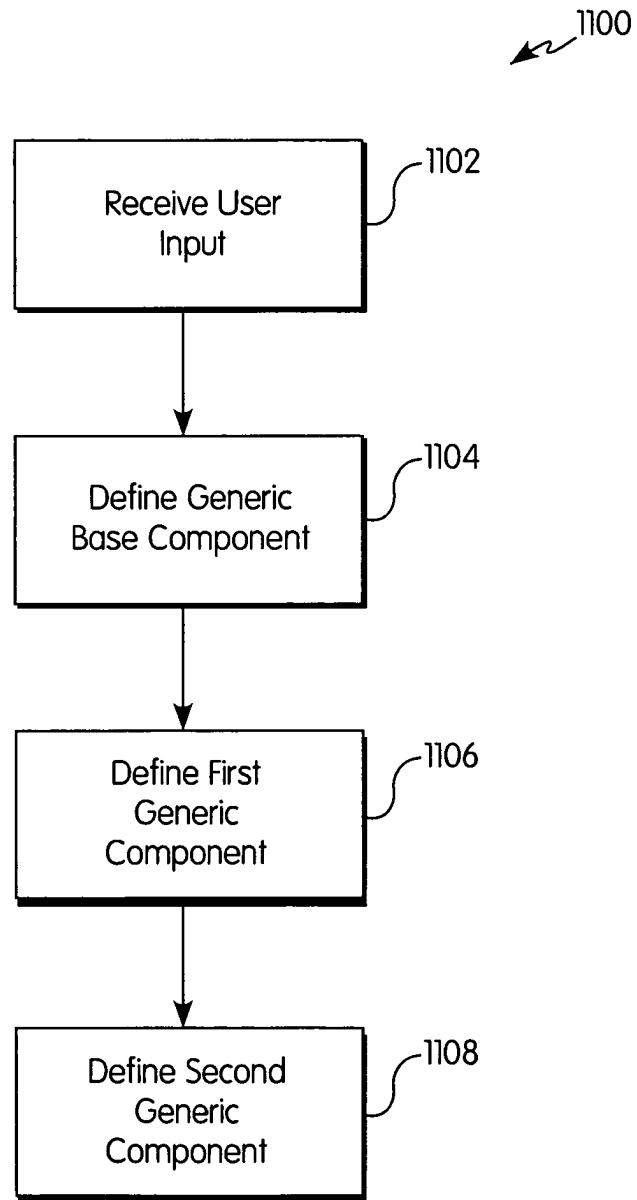 1100
1102
Receive User
Input
1104
Define Generic
Base Component
1106
Define First
Generic
Component
1108
Define Second
Generic
Component